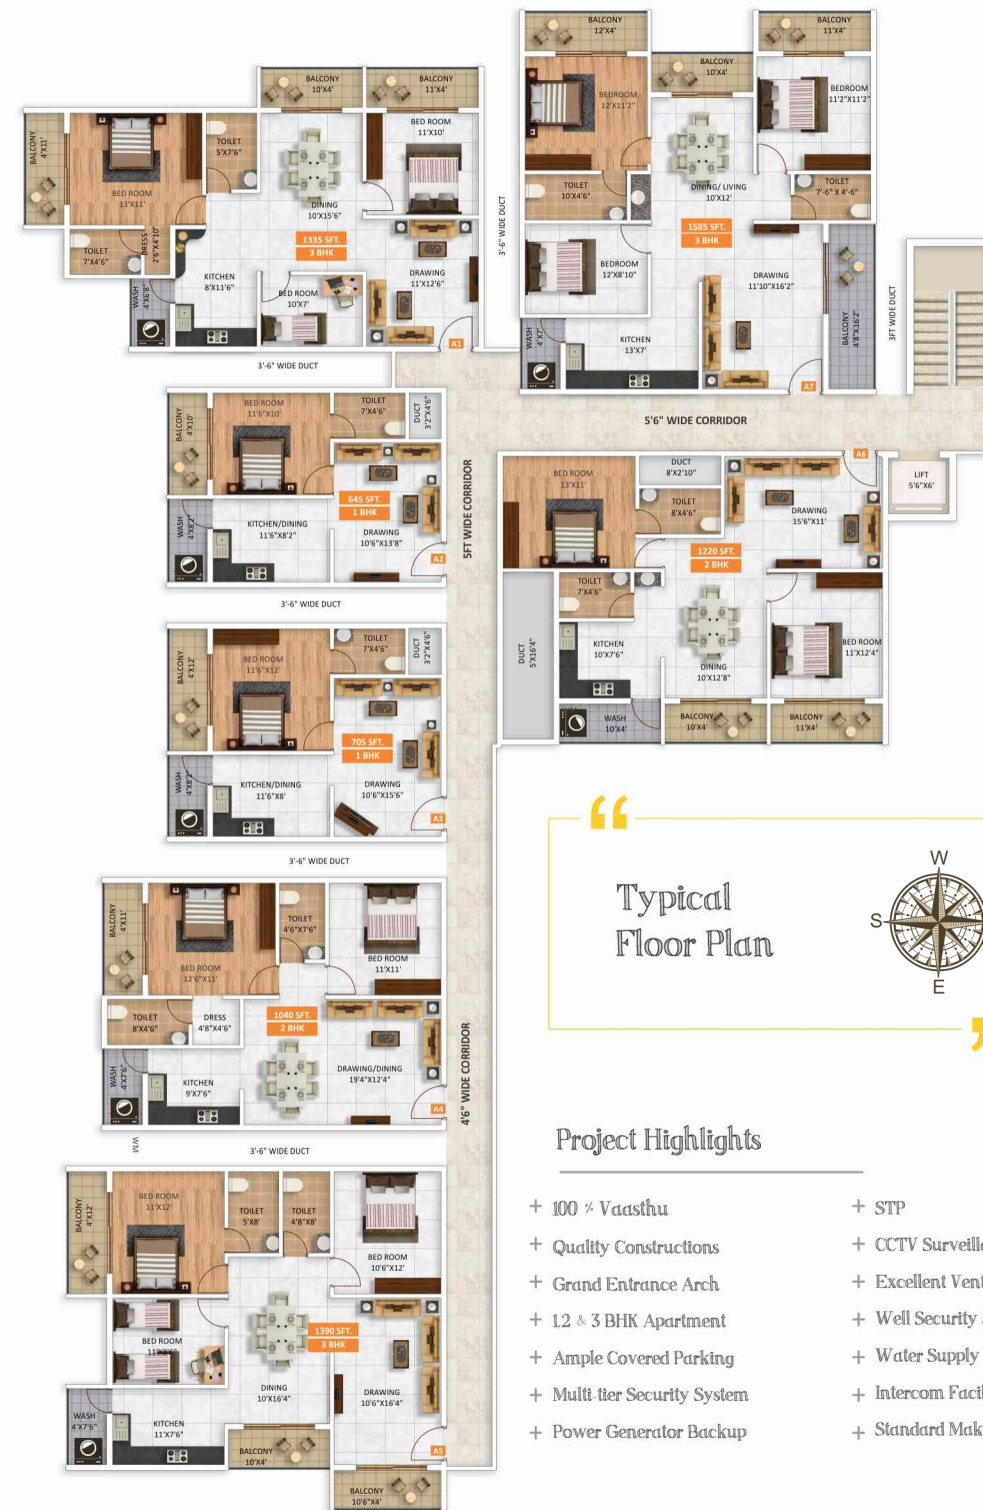 BALCONY
12'X4'
BALCONY
11'X4'
BALCONY
10'X4'
BEDROOM
12'X11'2"
BEDROOM
11'2"X11'2"
TOILET
10'X4'6"
DINING/ LIVING
10'X12'
TOILET
7'-6" X 4'-6"
1585 SFT.
3 BHK
BEDROOM
12'X8'10"
DRAWING
11'10"X16'2"
BALCONY
4'8"X16'2"
WASH
4'X7'
KITCHEN
13'X7'
A7
3FT WIDE DUCT
3'-6" WIDE DUCT
BALCONY
10'X4'
BALCONY
11'X4'
BALCONY
4'X11'
BED ROOM
13'X11'
TOILET
5'X7'6"
DINING
10'X15'6"
BED ROOM
11'X10'
1335 SFT.
3 BHK
TOILET
7'X4'6"
DRESS
2'6"X4'10"
WASH
4'X6'8"
KITCHEN
8'X11'6"
BED ROOM
10'X7'
DRAWING
11'X12'6"
A1
3'-6" WIDE DUCT
5'6" WIDE CORRIDOR
BALCONY
4'X10'
BED ROOM
11'6"X10'
TOILET
7'X4'6"
DUCT
3'2"X4'6"
645 SFT.
1 BHK
WASH
4'X8'2"
KITCHEN/DINING
11'6"X8'2"
DRAWING
10'6"X13'8"
A2
5FT WIDE CORRIDOR
3'-6" WIDE DUCT
BED ROOM
13'X11'
DUCT
8'X2'10"
TOILET
8'X4'6"
DRAWING
15'6"X11'
A6
LIFT
5'6"X6'
1220 SFT.
2 BHK
TOILET
7'X4'6"
DUCT
5'X16'4"
KITCHEN
10'X7'6"
DINING
10'X12'8"
BED ROOM
11'X12'4"
WASH
10'X4'
BALCONY
10'X4'
BALCONY
11'X4'
BALCONY
4'X12'
BED ROOM
11'6"X12'
TOILET
7'X4'6"
DUCT
3'2"X4'6"
705 SFT.
1 BHK
WASH
4'X8'2"
KITCHEN/DINING
11'6"X8'
DRAWING
10'6"X15'6"
A3
3'-6" WIDE DUCT
“
Typical
Floor Plan
W
S
E
BALCONY
4'X11'
BED ROOM
12'6"X11'
TOILET
4'6"X7'6"
BED ROOM
11'X11'
TOILET
8'X4'6"
DRESS
4'8"X4'6"
1040 SFT.
2 BHK
WASH
4'X7'6"
KITCHEN
9'X7'6"
DRAWING/DINING
19'4"X12'4"
A4
WM
4'6" WIDE CORRIDOR
3'-6" WIDE DUCT
BALCONY
4'X12'
BED ROOM
11'X12'
TOILET
5'X8'
TOILET
4'8"X8'
BED ROOM
10'6"X12'
1390 SFT.
3 BHK
BED ROOM
DINING
10'X16'4"
DRAWING
10'6"X16'4"
WASH
4'X7'6"
KITCHEN
11'X7'6"
BALCONY
10'X4'
A5
BALCONY
10'6"X4'
Project Highlights
+ 100 % Vaasthu
+ Quality Constructions
+ Grand Entrance Arch
+ 1.2 & 3 BHK Apartment
+ Ample Covered Parking
+ Multi-tier Security System
+ Power Generator Backup
+ STP
+ CCTV Surveill
+ Excellent Vent
+ Well Security
+ Water Supply
+ Intercom Faci
+ Standard Mak